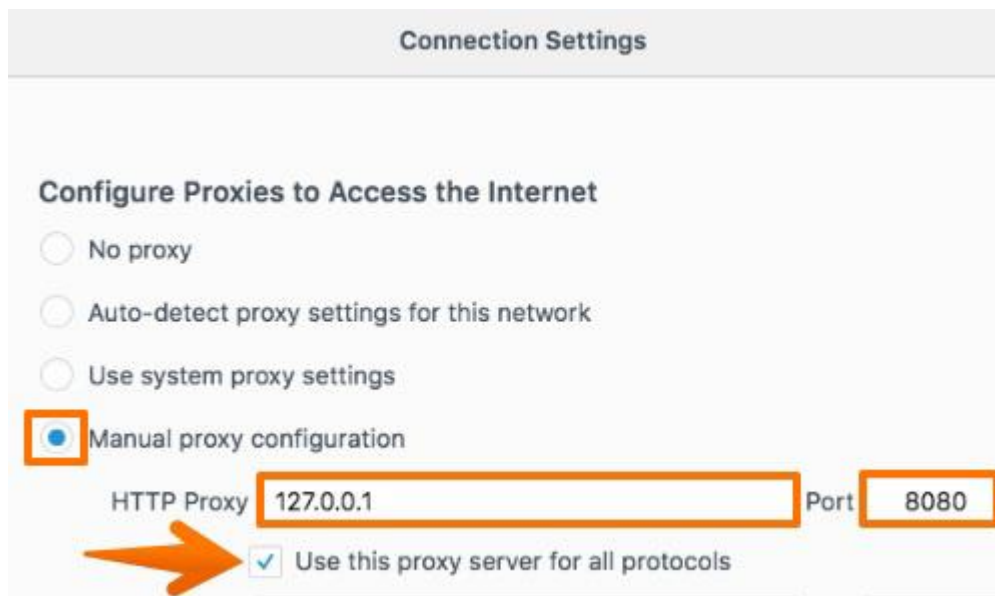 Connection Settings
Configure Proxies to Access the Internet
No proxy
Auto-detect proxy settings for this network
Use system proxy settings
Manual proxy configuration
HTTP Proxy 127.0.0.1 Port 8080
Use this proxy server for all protocols